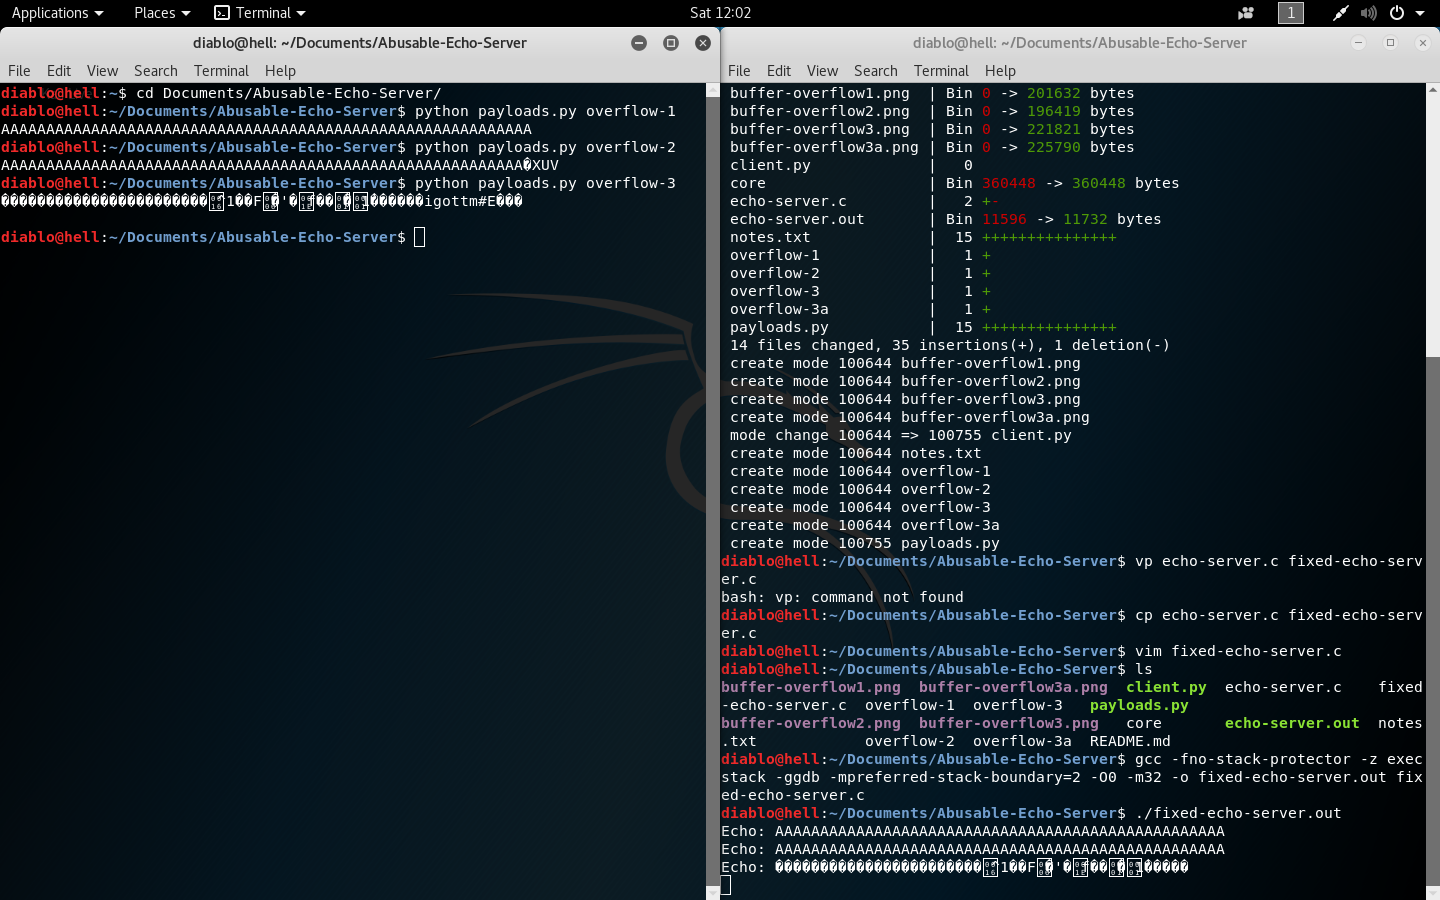 Applications Places Terminal Sat 12:02 1
diablo@hell: ~/Documents/Abusable-Echo-Server
File Edit View Search Terminal Help
diablo@hell:~$ cd Documents/Abusable-Echo-Server/
diablo@hell:~/Documents/Abusable-Echo-Server$ python payloads.py overflow-1
AAAAAAAAAAAAAAAAAAAAAAAAAAAAAAAAAAAAAAAAAAAAAAAAAAAAAAAAAAA
diablo@hell:~/Documents/Abusable-Echo-Server$ python payloads.py overflow-2
AAAAAAAAAAAAAAAAAAAAAAAAAAAAAAAAAAAAAAAAAAAAAAAAAAAAAAAAAA�XUV
diablo@hell:~/Documents/Abusable-Echo-Server$ python payloads.py overflow-3
�����������������������1��F�'����1������igottm#E���
diablo@hell:~/Documents/Abusable-Echo-Server$
diablo@hell: ~/Documents/Abusable-Echo-Server
File Edit View Search Terminal Help
buffer-overflow1.png | Bin 0 -> 201632 bytes
buffer-overflow2.png | Bin 0 -> 196419 bytes
buffer-overflow3.png | Bin 0 -> 221821 bytes
buffer-overflow3a.png | Bin 0 -> 225790 bytes
client.py | 0
core | Bin 360448 -> 360448 bytes
echo-server.c | 2 +-
echo-server.out | Bin 11596 -> 11732 bytes
notes.txt | 15 +++++++++++++++
overflow-1 | 1 +
overflow-2 | 1 +
overflow-3 | 1 +
overflow-3a | 1 +
payloads.py | 15 +++++++++++++++
14 files changed, 35 insertions(+), 1 deletion(-)
create mode 100644 buffer-overflow1.png
create mode 100644 buffer-overflow2.png
create mode 100644 buffer-overflow3.png
create mode 100644 buffer-overflow3a.png
mode change 100644 => 100755 client.py
create mode 100644 notes.txt
create mode 100644 overflow-1
create mode 100644 overflow-2
create mode 100644 overflow-3
create mode 100644 overflow-3a
create mode 100755 payloads.py
diablo@hell:~/Documents/Abusable-Echo-Server$ vp echo-server.c fixed-echo-serv
er.c
bash: vp: command not found
diablo@hell:~/Documents/Abusable-Echo-Server$ cp echo-server.c fixed-echo-serv
er.c
diablo@hell:~/Documents/Abusable-Echo-Server$ vim fixed-echo-server.c
diablo@hell:~/Documents/Abusable-Echo-Server$ ls
buffer-overflow1.png buffer-overflow3a.png client.py echo-server.c fixed
-echo-server.c overflow-1 overflow-3 payloads.py
buffer-overflow2.png buffer-overflow3.png core echo-server.out notes
.txt overflow-2 overflow-3a README.md
diablo@hell:~/Documents/Abusable-Echo-Server$ gcc -fno-stack-protector -z exec
stack -ggdb -mpreferred-stack-boundary=2 -O0 -m32 -o fixed-echo-server.out fix
ed-echo-server.c
diablo@hell:~/Documents/Abusable-Echo-Server$ ./fixed-echo-server.out
Echo: AAAAAAAAAAAAAAAAAAAAAAAAAAAAAAAAAAAAAAAAAAAAAAAAAA
Echo: AAAAAAAAAAAAAAAAAAAAAAAAAAAAAAAAAAAAAAAAAAAAAAAAAA
Echo: �����������������������1��F�'����1�����